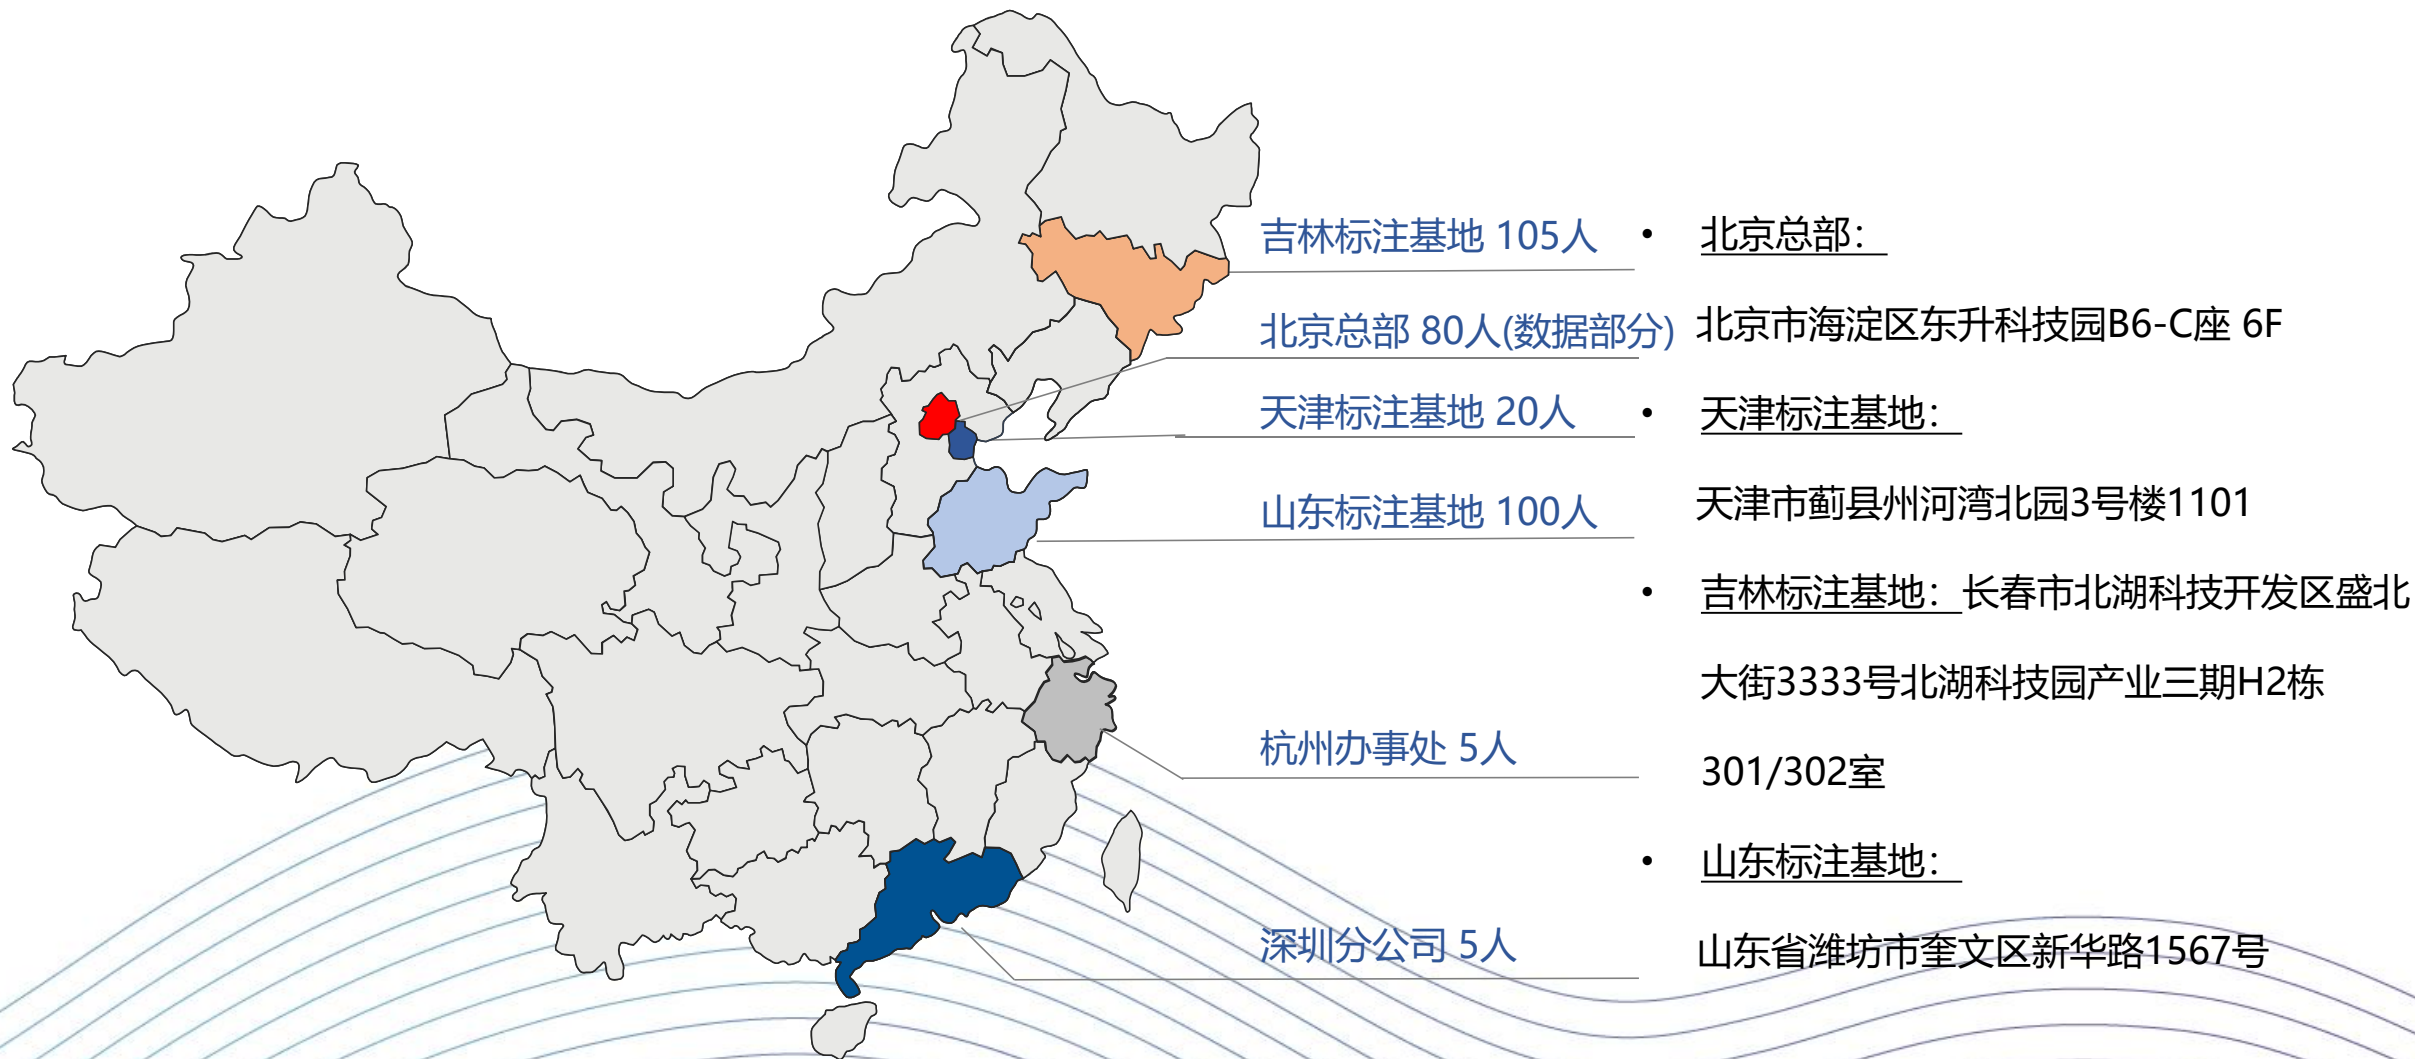 吉林标注基地 105人
北京总部 80人(数据部分)
天津标注基地 20人
山东标注基地 100人
杭州办事处 5人
深圳分公司 5人
• 北京总部：
北京市海淀区东升科技园B6-C座 6F
• 天津标注基地：
天津市蓟县州河湾北园3号楼1101
• 吉林标注基地：长春市北湖科技开发区盛北
大街3333号北湖科技园产业三期H2栋
301/302室
• 山东标注基地：
山东省潍坊市奎文区新华路1567号